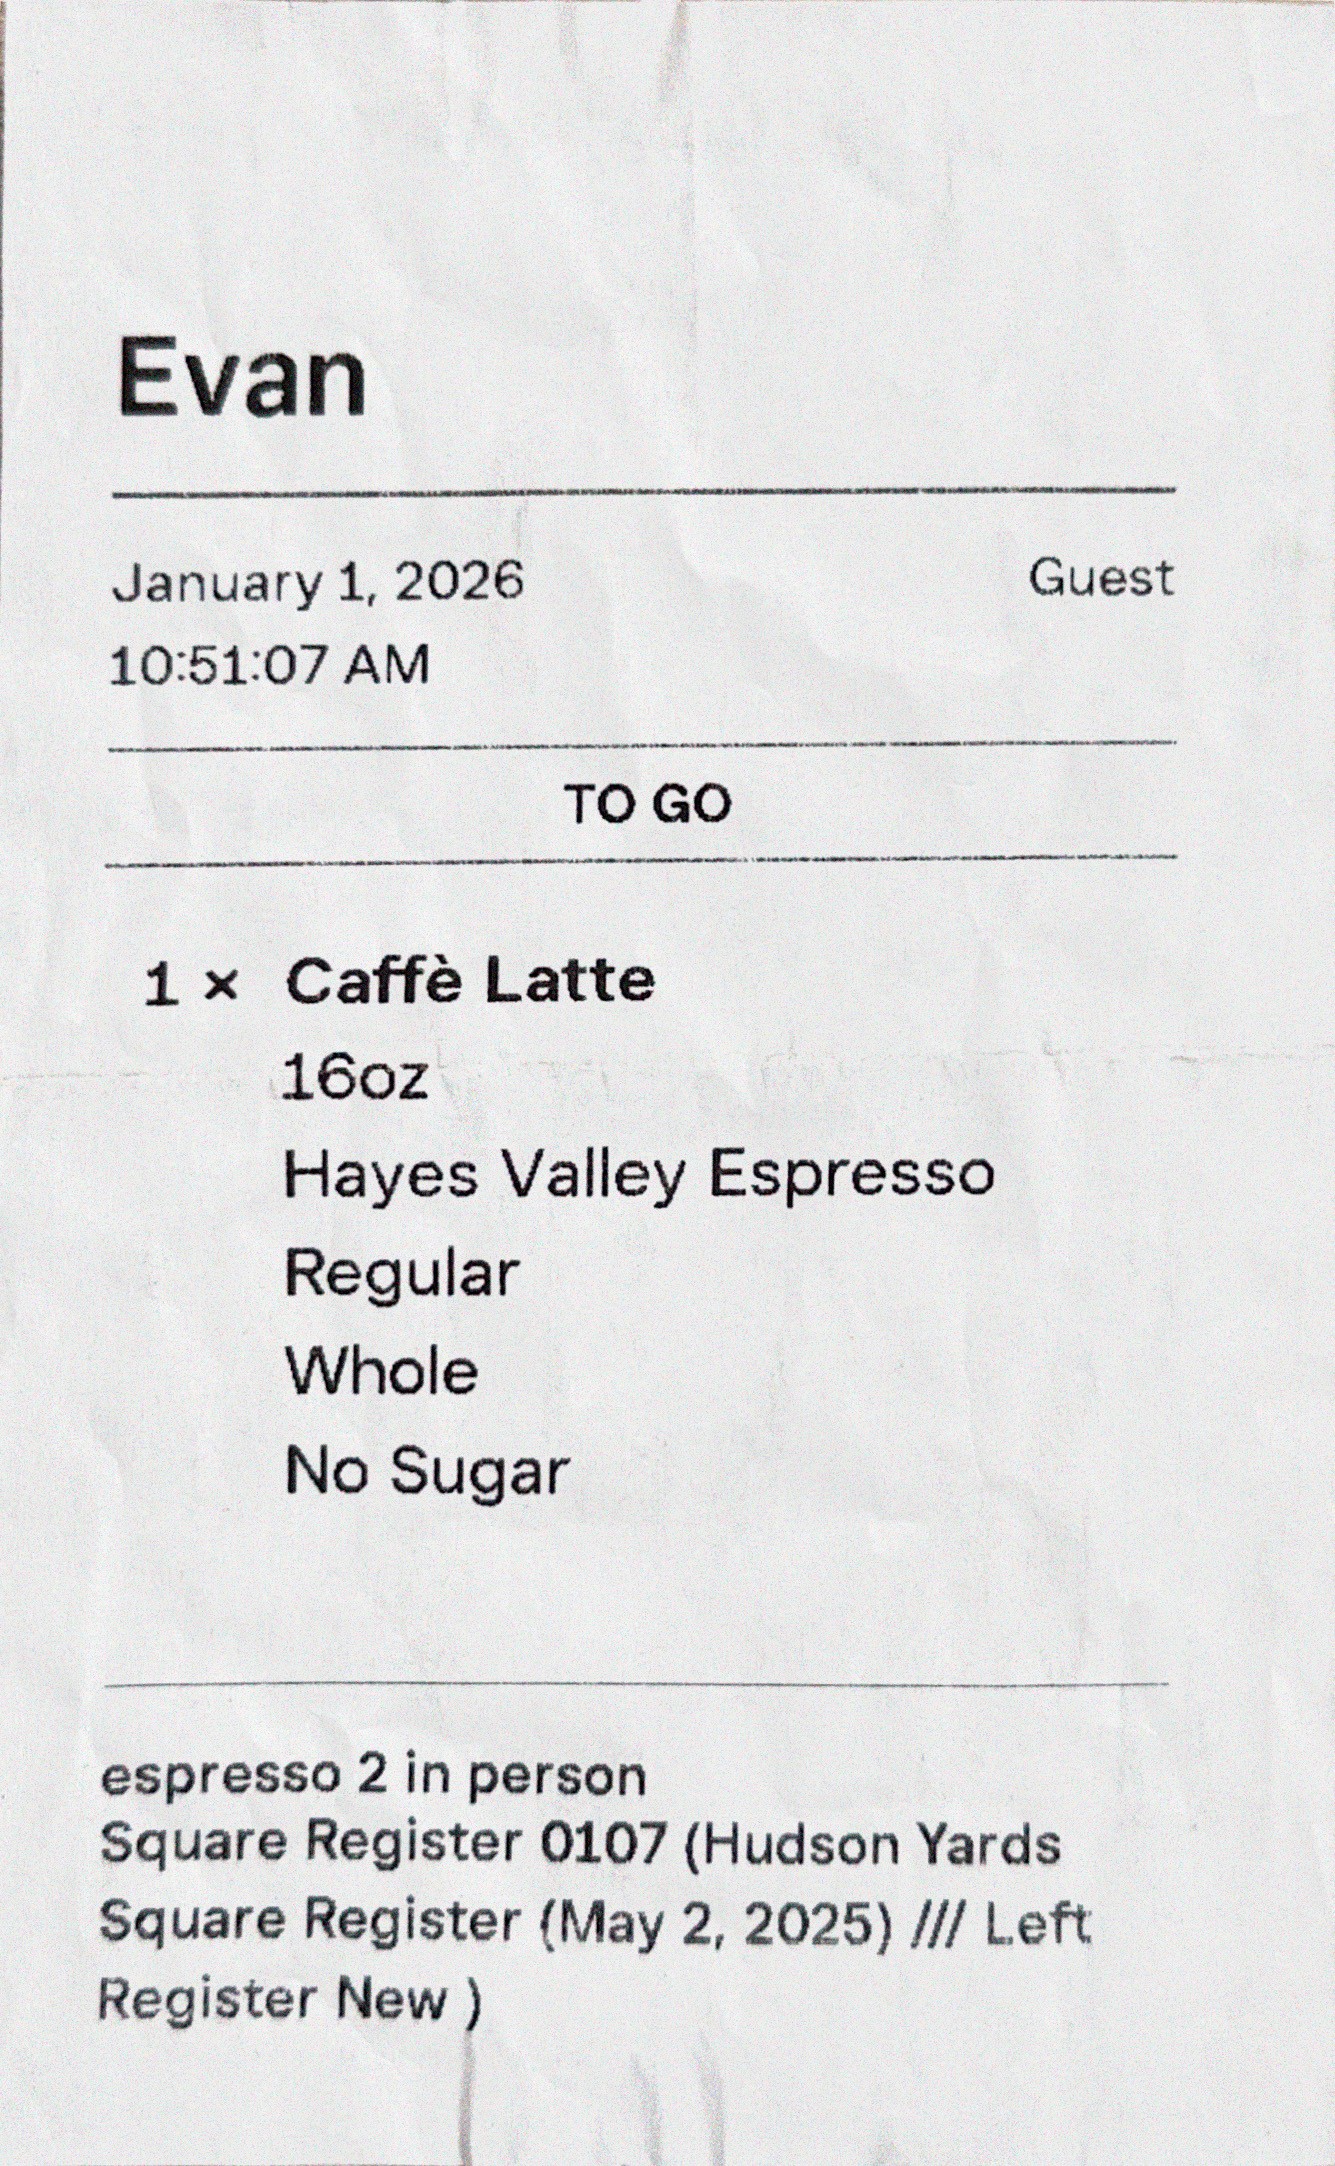 Evan
January 1, 2026 Guest
10:51:07 AM
TO GO
1 × Caffè Latte
16oz
Hayes Valley Espresso
Regular
Whole
No Sugar
espresso 2 in person
Square Register 0107 (Hudson Yards
Square Register (May 2, 2025) /// Left
Register New )